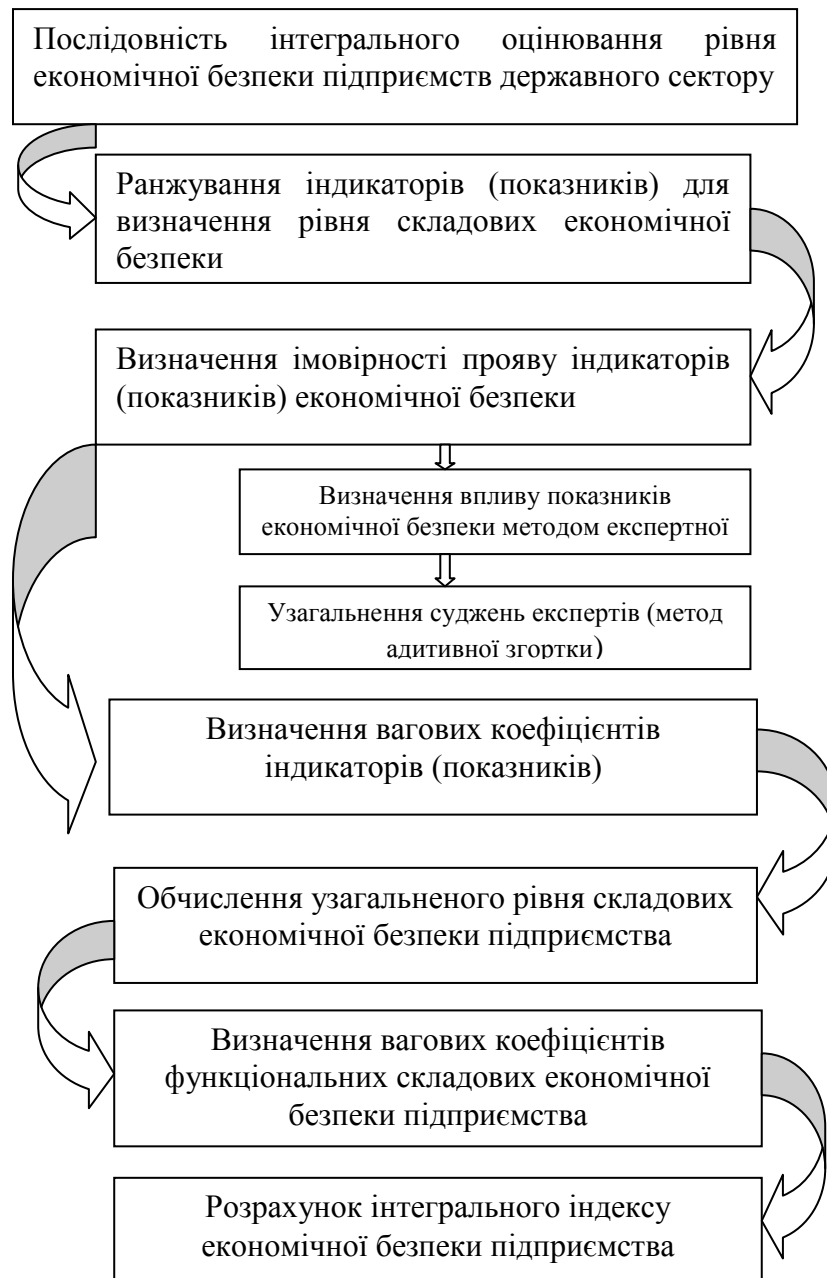 Послідовність інтегрального оцінювання рівня
економічної безпеки підприємств державного сектору
Ранжування індикаторів (показників) для
визначення рівня складових економічної
безпеки
Визначення імовірності прояву індикаторів
(показників) економічної безпеки
Визначення впливу показників
економічної безпеки методом експертної
Узагальнення суджень експертів (метод
адитивної згортки)
Визначення вагових коефіцієнтів
індикаторів (показників)
Обчислення узагальненого рівня складових
економічної безпеки підприємства
Визначення вагових коефіцієнтів
функціональних складових економічної
безпеки підприємства
Розрахунок інтегрального індексу
економічної безпеки підприємства